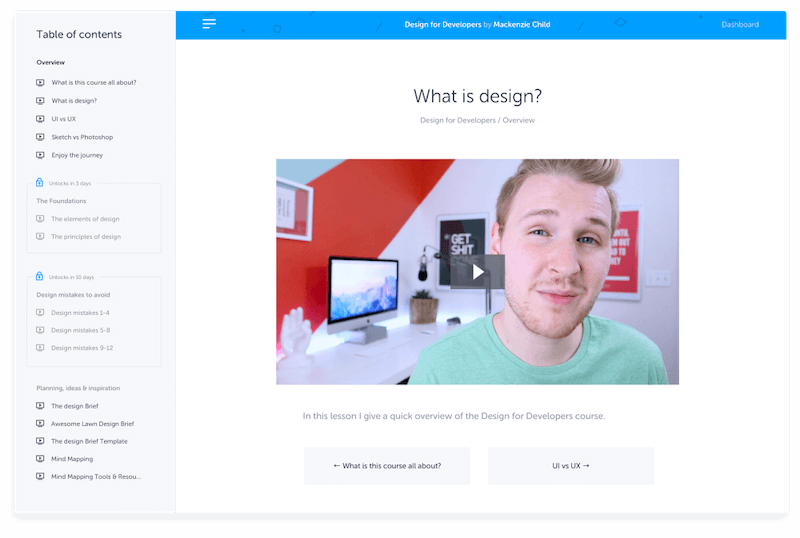 Table of contents
Overview
What is this course all about?
What is design?
UI vs UX
Sketch vs Photoshop
Enjoy the journey
Unlocks in 3 days
The Foundations
The elements of design
The principles of design
Unlocks in 10 days
Design mistakes to avoid
Design mistakes 1-4
Design mistakes 5-8
Design mistakes 9-12
Planning, ideas & inspiration
The design Brief
Awesome Lawn Design Brief
The design Brief Template
Mind Mapping
Mind Mapping Tools & Resou...
Design for Developers by Mackenzie Child
Dashboard
What is design?
Design for Developers / Overview
GET
SHIT
In this lesson I give a quick overview of the Design for Developers course.
← What is this course all about?
UI vs UX →